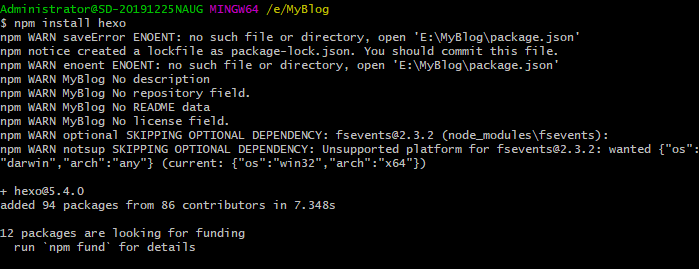 Administrator@SD-20191225NAUG MINGW64 /e/MyBlog
$ npm install hexo
npm WARN saveError ENOENT: no such file or directory, open 'E:\MyBlog\package.json'
npm notice created a lockfile as package-lock.json. You should commit this file.
npm WARN enoent ENOENT: no such file or directory, open 'E:\MyBlog\package.json'
npm WARN MyBlog No description
npm WARN MyBlog No repository field.
npm WARN MyBlog No README data
npm WARN MyBlog No license field.
npm WARN optional SKIPPING OPTIONAL DEPENDENCY: fsevents@2.3.2 (node_modules\fsevents):
npm WARN notsup SKIPPING OPTIONAL DEPENDENCY: Unsupported platform for fsevents@2.3.2: wanted {"os":
"darwin","arch":"any"} (current: {"os":"win32","arch":"x64"})
+ hexo@5.4.0
added 94 packages from 86 contributors in 7.348s
12 packages are looking for funding
run `npm fund` for details